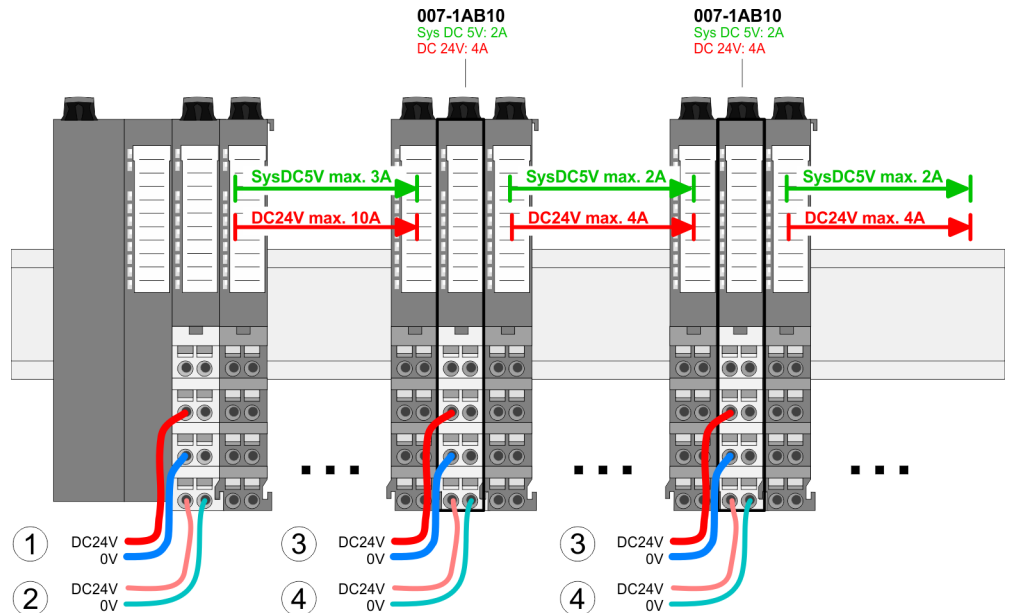 007-1AB10
Sys DC 5V: 2A
DC 24V: 4A
007-1AB10
Sys DC 5V: 2A
DC 24V: 4A
SysDC5V max. 3A
SysDC5V max. 2A
SysDC5V max. 2A
DC24V max. 10A
DC24V max. 4A
DC24V max. 4A
1
DC24V
0V
3
DC24V
0V
3
DC24V
0V
2
DC24V
0V
4
DC24V
0V
4
DC24V
0V